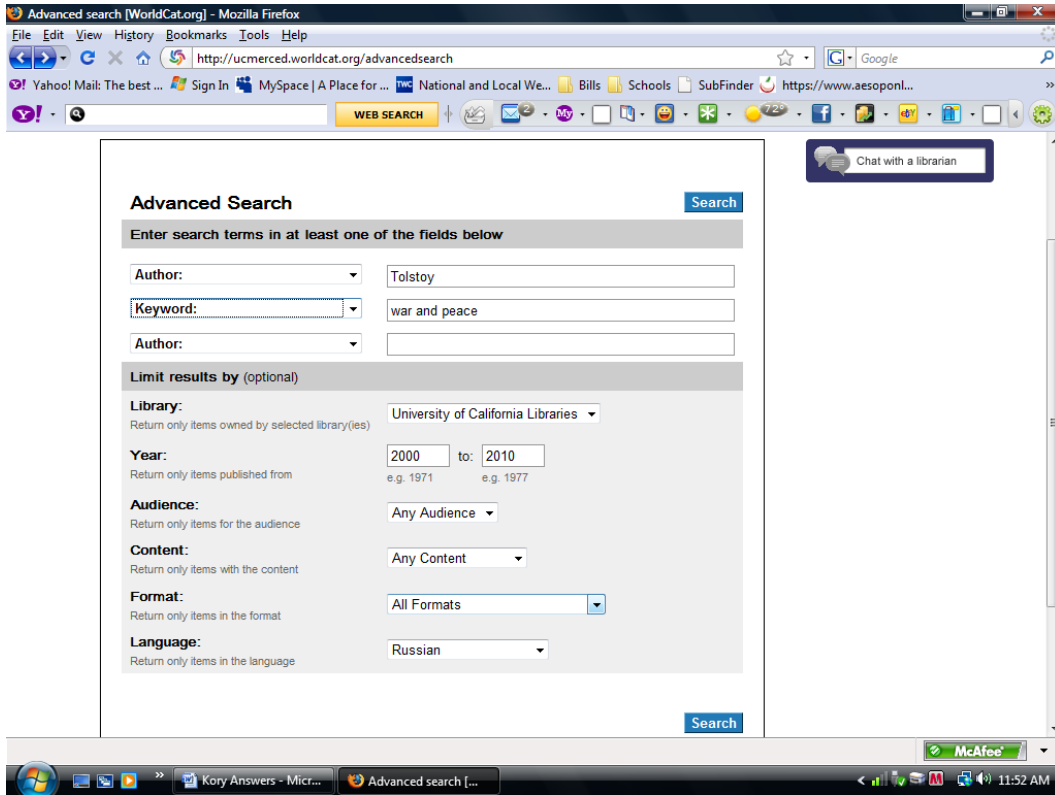 Advanced search [WorldCat.org] - Mozilla Firefox
File Edit View History Bookmarks Tools Help
http://ucmerced.worldcat.org/advancedsearch
G Google
Yahoo! Mail: The best ... Sign In MySpace | A Place for ... TWC National and Local We... Bills Schools SubFinder https://www.aesoponl... »
Y! WEB SEARCH 2 My 72° f ebY
Chat with a librarian
Advanced Search Search
Enter search terms in at least one of the fields below
Author: Tolstoy
Keyword: war and peace
Author:
Limit results by (optional)
Library: University of California Libraries
Return only items owned by selected library(ies)
Year: 2000 to: 2010
Return only items published from e.g. 1971 e.g. 1977
Audience: Any Audience
Return only items for the audience
Content: Any Content
Return only items with the content
Format: All Formats
Return only items in the format
Language: Russian
Return only items in the language
Search
McAfee
» Kory Answers - Micr... Advanced search [... < M 11:52 AM